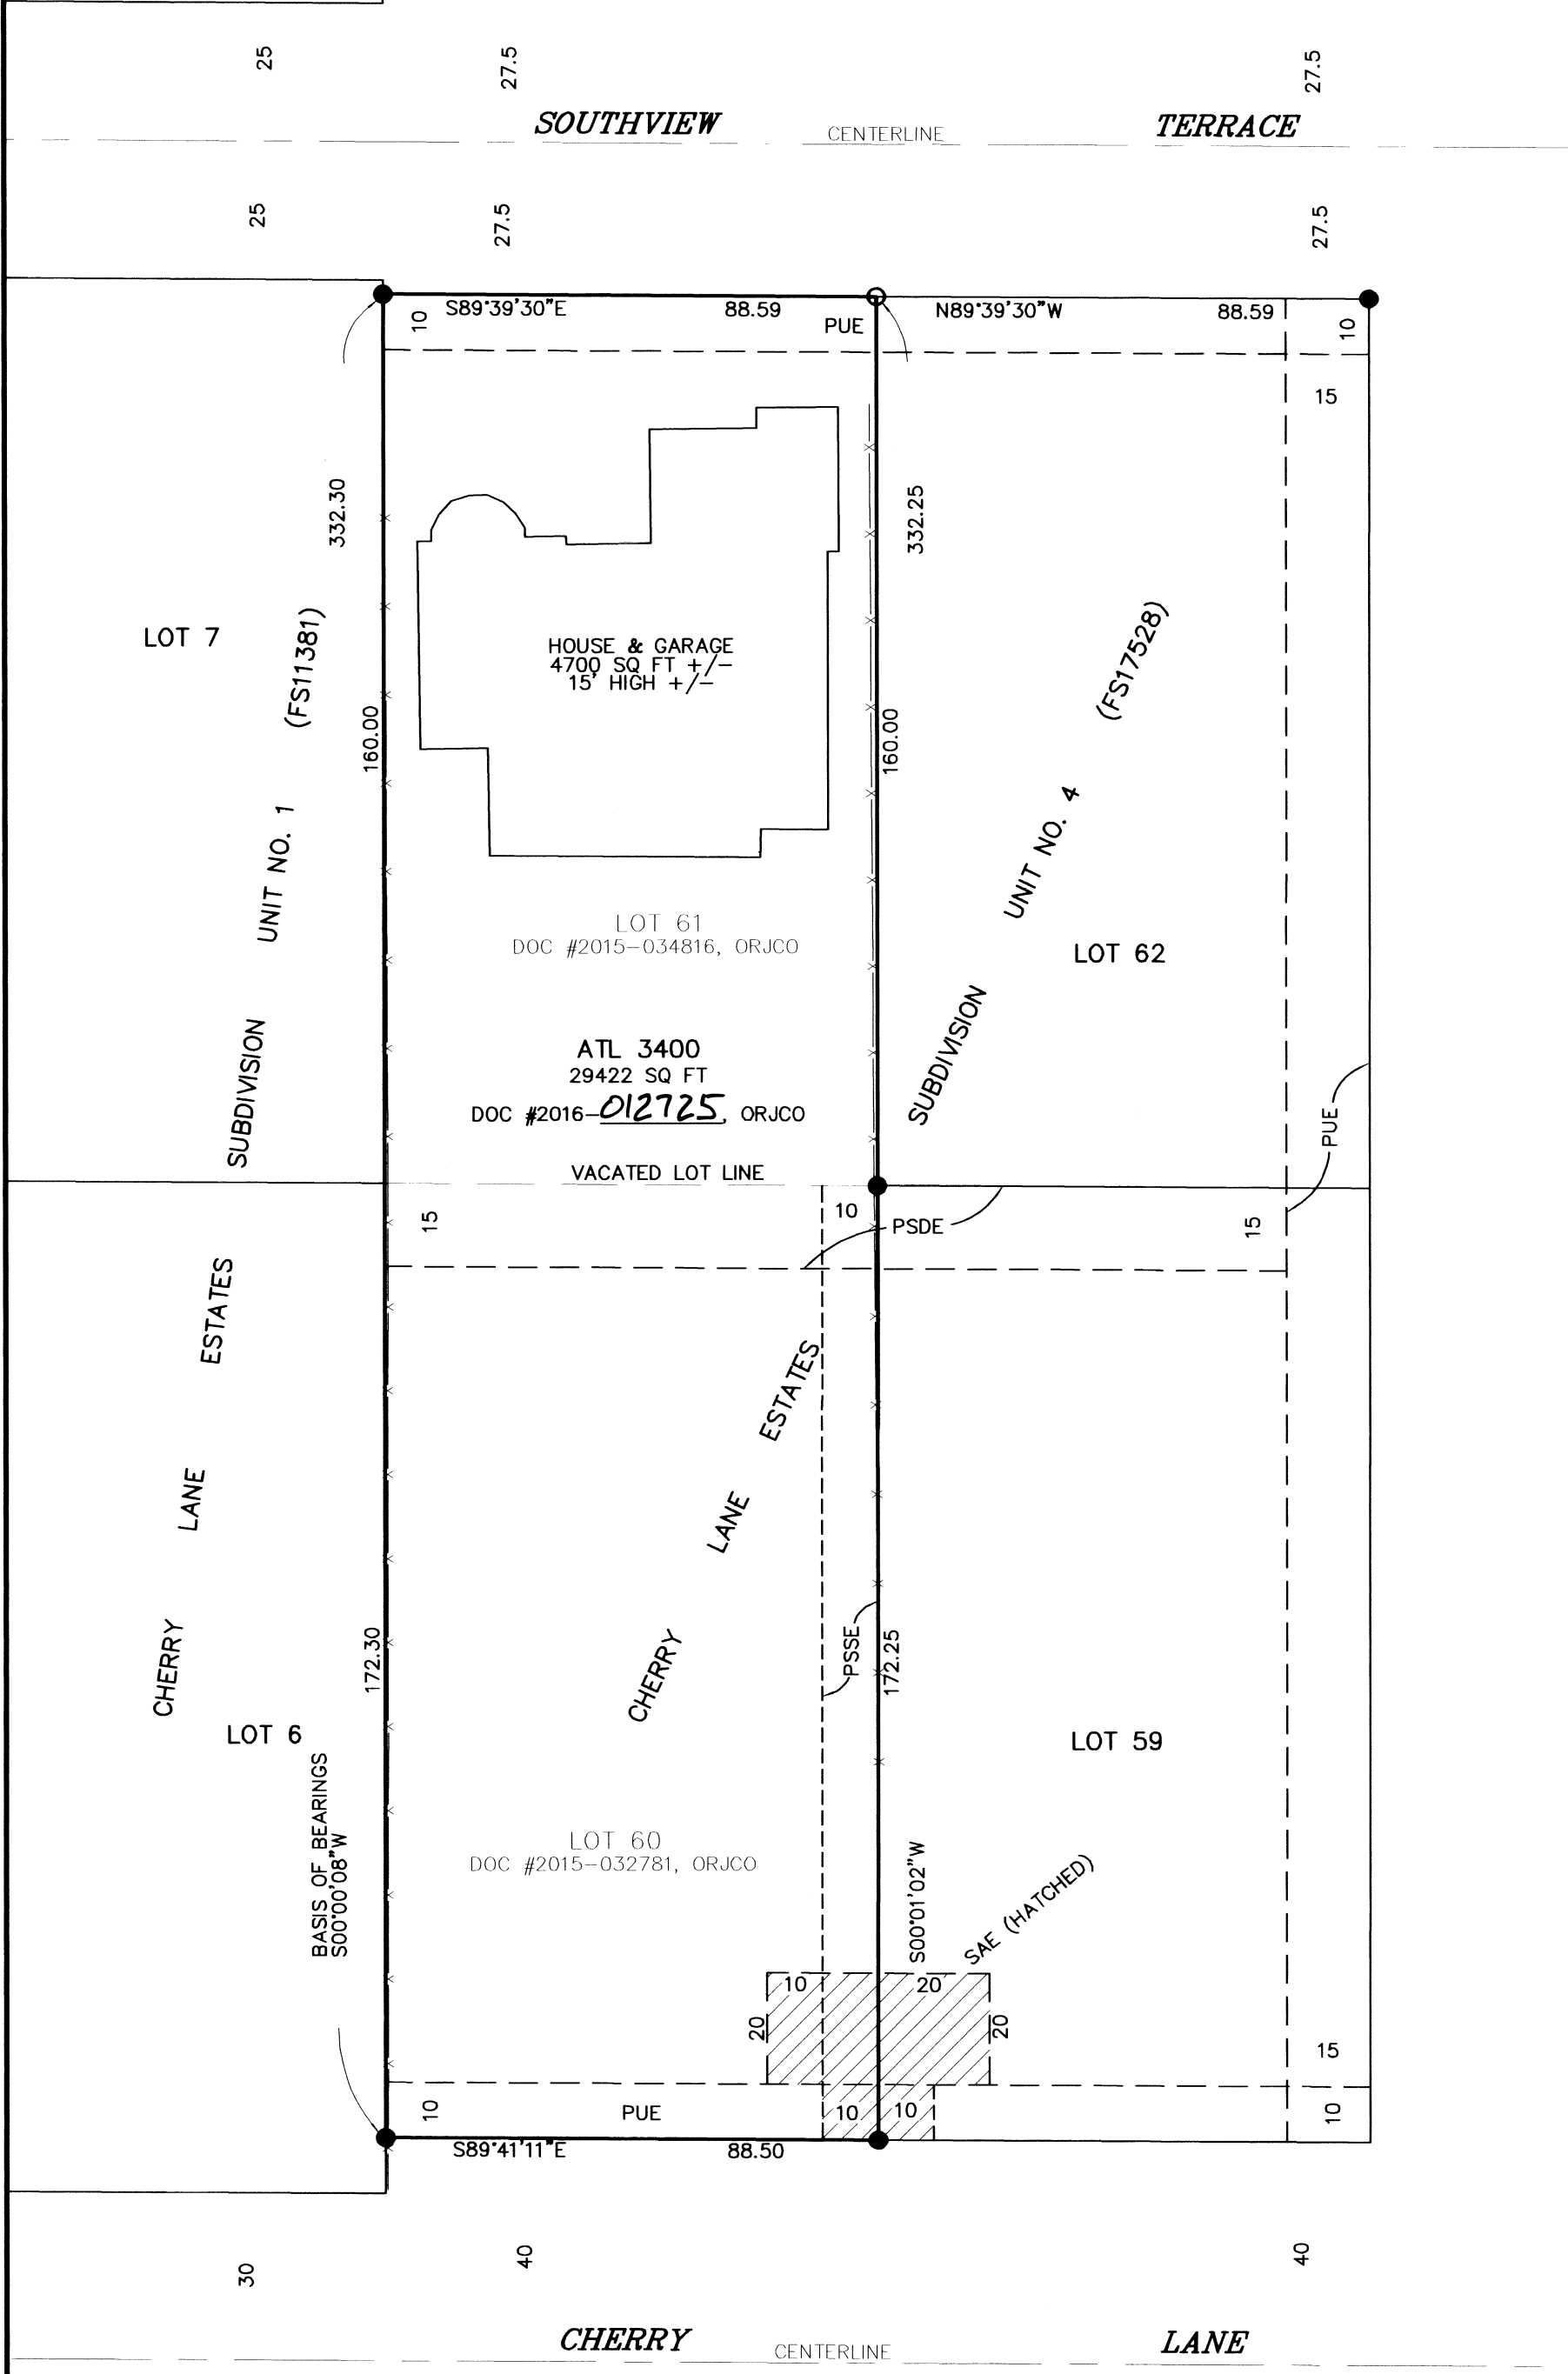 25
27.5
27.5
SOUTHVIEW CENTERLINE TERRACE
25
27.5
27.5
S89°39'30"E 88.59
N89°39'30"W 88.59
10
PUE
10
15
332.30
332.25
HOUSE & GARAGE
4700 SQ FT +/-
15' HIGH +/-
LOT 7
(FS11381)
(FS17528)
160.00
160.00
UNIT NO. 1
UNIT NO. 4
LOT 61
DOC #2015-034816, ORJCO
LOT 62
SUBDIVISION
SUBDIVISION
ATL 3400
29422 SQ FT
DOC #2016-012725, ORJCO
PUE
VACATED LOT LINE
15
10
PSDE
15
ESTATES
ESTATES
LANE
LANE
CHERRY
CHERRY
172.30
PSSE
172.25
LOT 6
LOT 59
BASIS OF BEARINGS
S00°00'08"W
LOT 60
DOC #2015-032781, ORJCO
S00°01'02"W
SAE (HATCHED)
10
20
20
20
15
10
PUE
10
10
10
S89°41'11"E 88.50
30
40
40
CHERRY CENTERLINE LANE